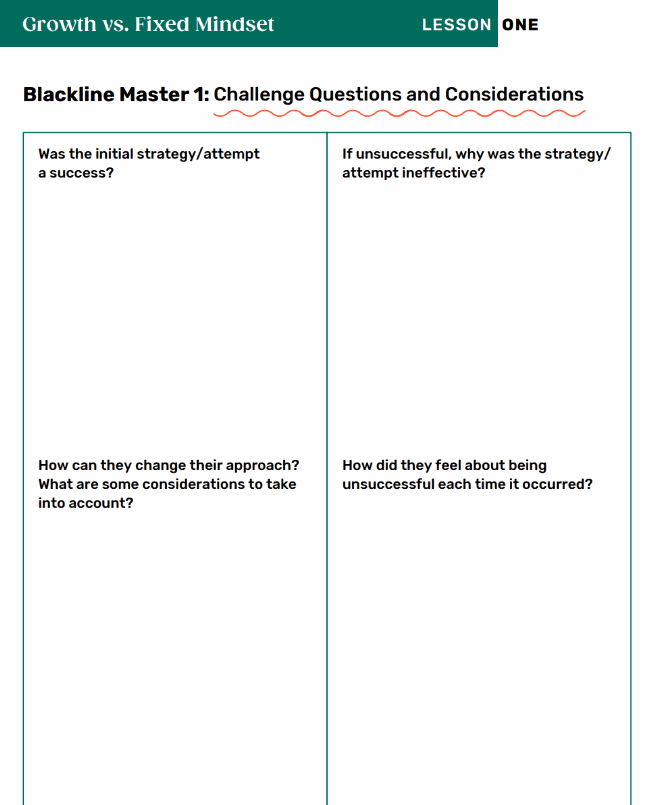 Growth vs. Fixed Mindset
LESSON ONE
Blackline Master 1: Challenge Questions and Considerations
Was the initial strategy/attempt
a success?
If unsuccessful, why was the strategy/
attempt ineffective?
How can they change their approach?
What are some considerations to take
into account?
How did they feel about being
unsuccessful each time it occurred?